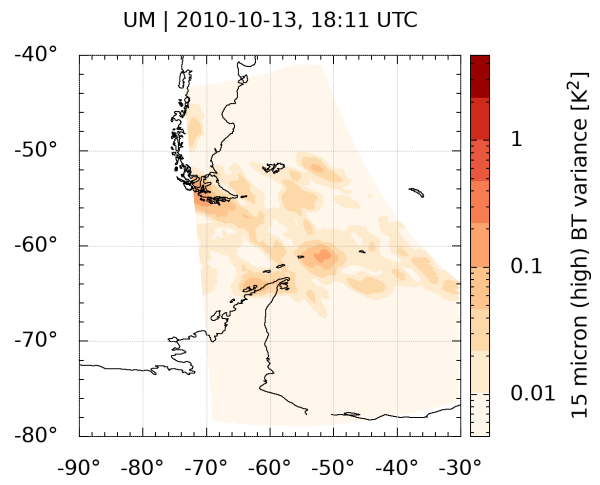 UM | 2010-10-13, 18:11 UTC
-40°
-50°
-60°
-70°
-80°
-90° -80° -70° -60° -50° -40° -30°
1
0.1
0.01
15 micron (high) BT variance [K²]